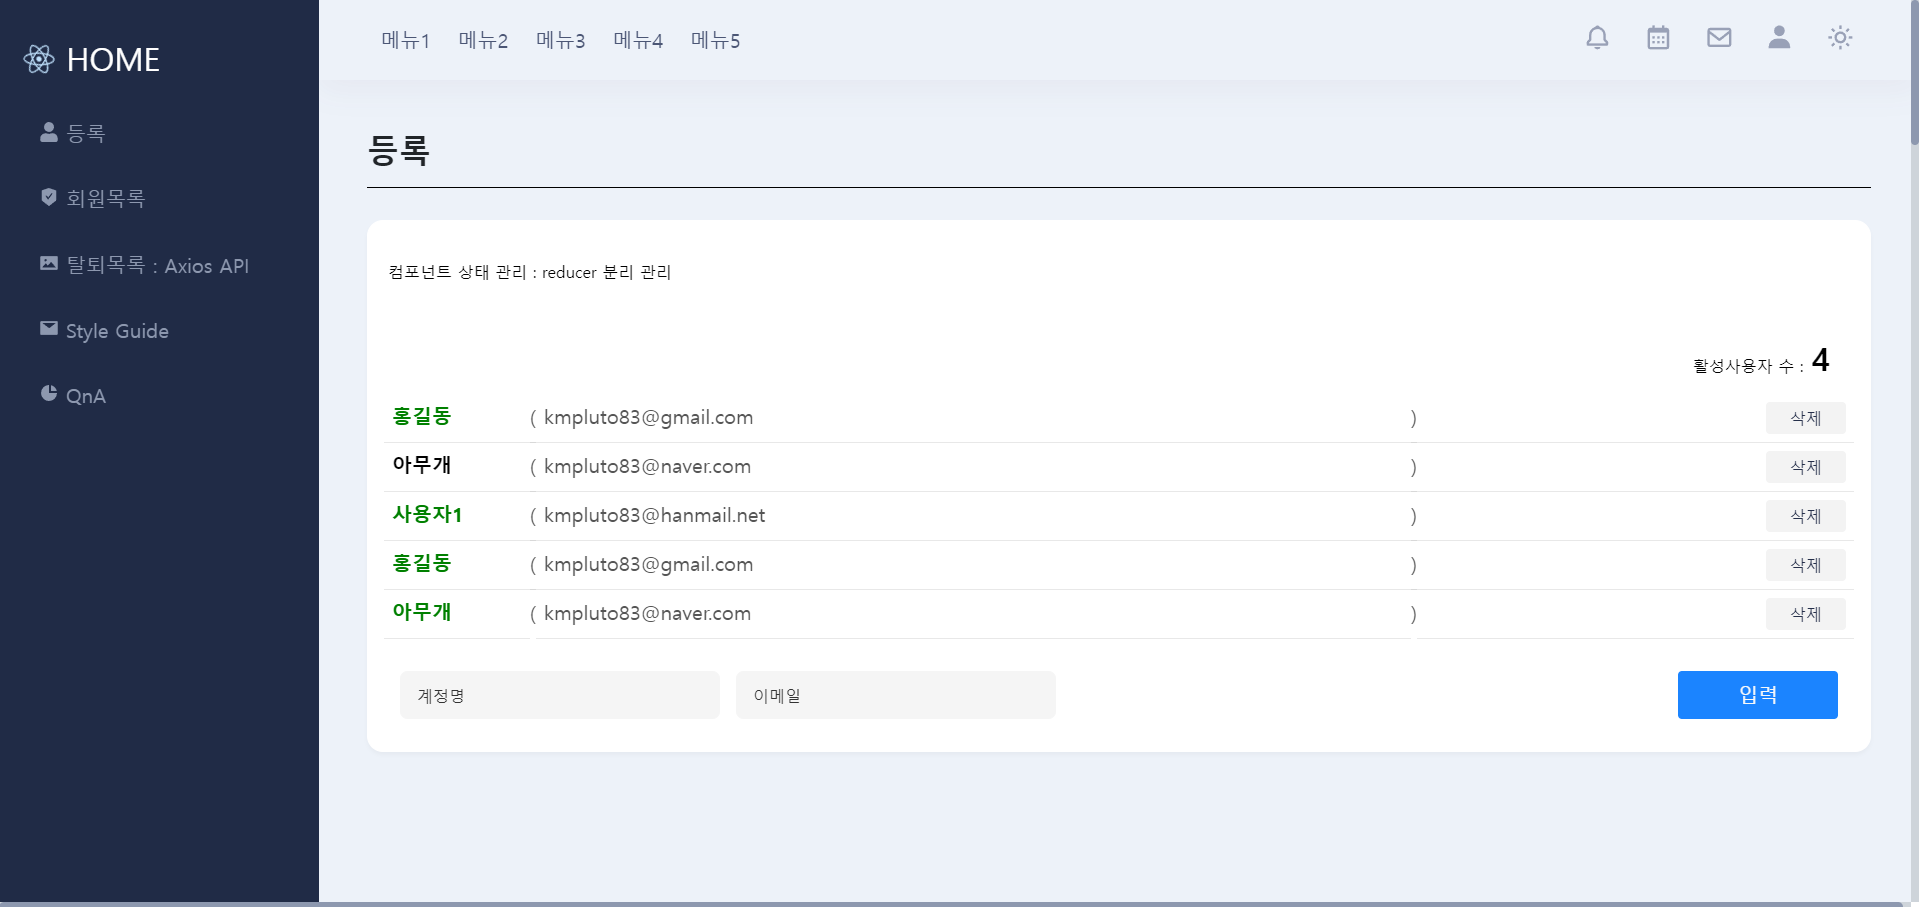 HOME
등록
회원목록
탈퇴목록 : Axios API
Style Guide
QnA
메뉴1 메뉴2 메뉴3 메뉴4 메뉴5
등록
컴포넌트 상태 관리 : reducer 분리 관리
활성사용자 수 : 4
홍길동 ( kmpluto83@gmail.com ) 삭제
아무개 ( kmpluto83@naver.com ) 삭제
사용자1 ( kmpluto83@hanmail.net ) 삭제
홍길동 ( kmpluto83@gmail.com ) 삭제
아무개 ( kmpluto83@naver.com ) 삭제
계정명 이메일 입력